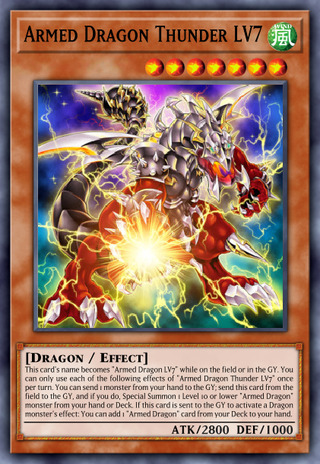 Armed Dragon Thunder LV7
WIND
風
[Dragon / Effect]
This card's name becomes "Armed Dragon LV7" while on the field or in the GY. You
can only use each of the following effects of "Armed Dragon Thunder LV7" once
per turn. You can send 1 monster from your hand to the GY; send this card from
the field to the GY, and if you do, Special Summon 1 Level 10 or lower "Armed Dragon"
monster from your hand or Deck. If this card is sent to the GY to activate a Dragon
monster's effect: You can add 1 "Armed Dragon" card from your Deck to your hand.
ATK/2800 DEF/1000